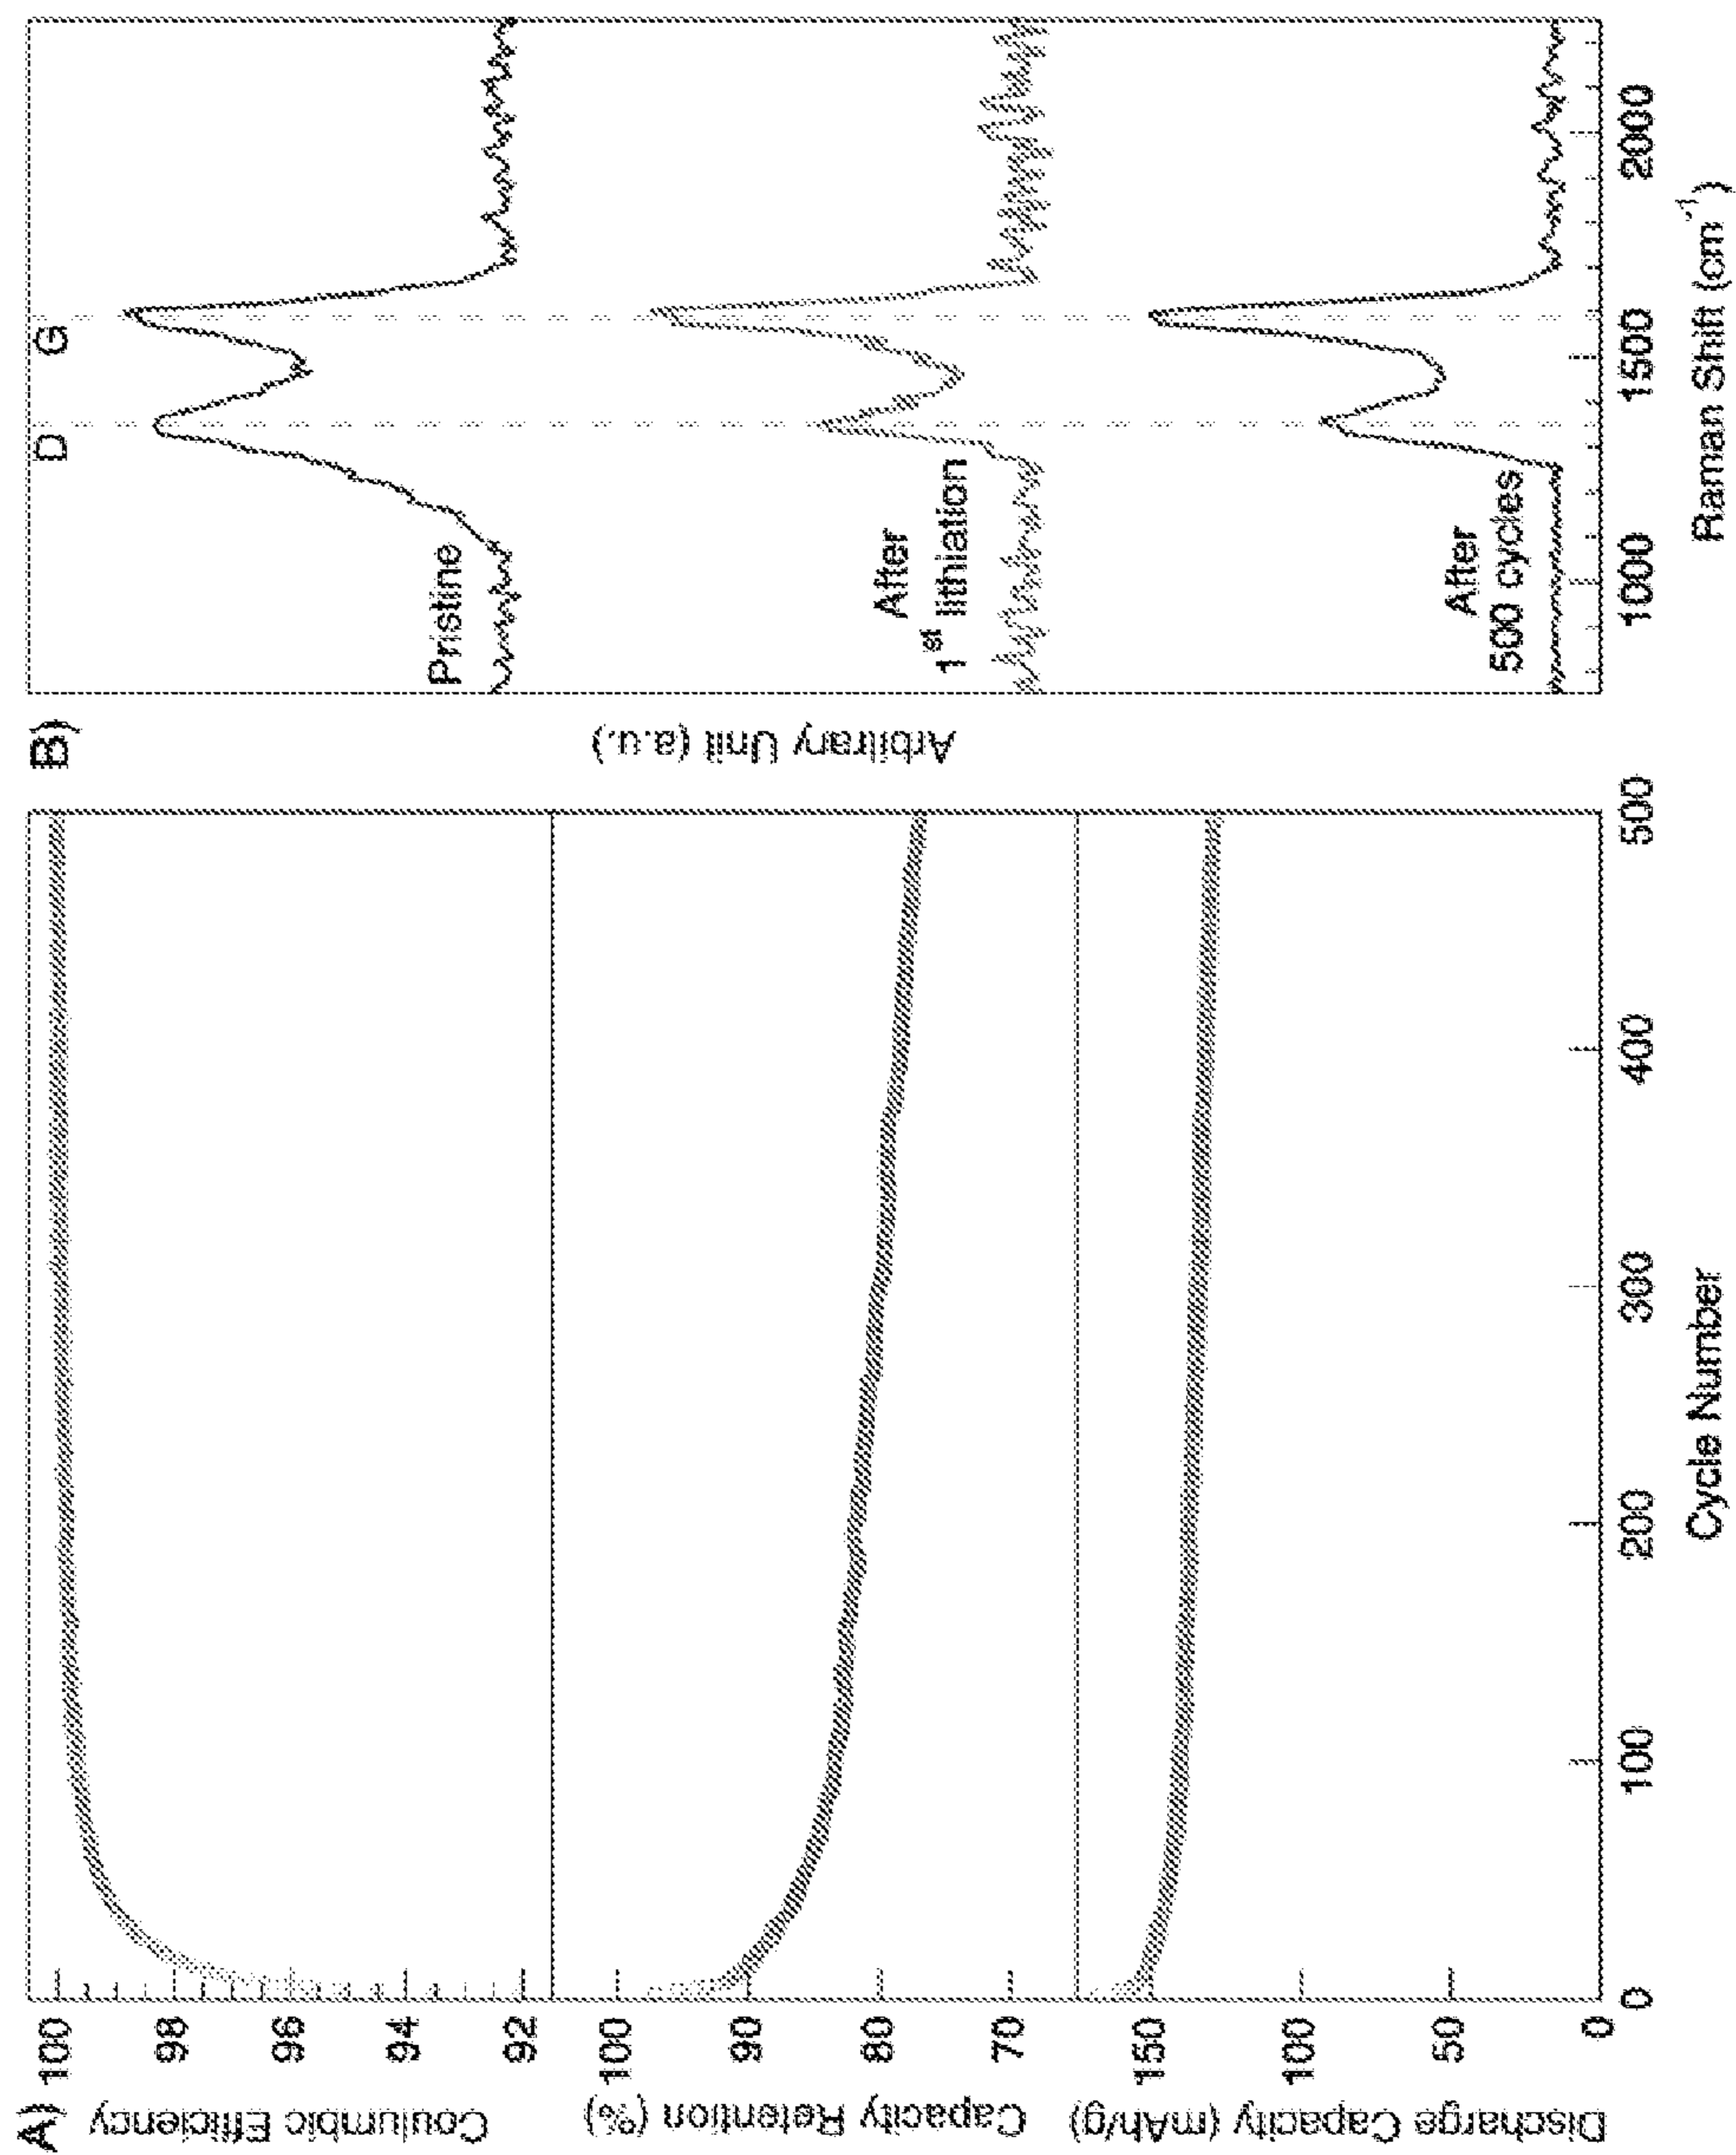 A)
Coulumbic Efficiency
100
98
96
94
92
Capacity Retention (%)
100
90
80
70
Discharge Capacity (mAh/g)
150
100
50
0
0
100
200
300
400
500
Cycle Number
B)
Arbitrary Unit (a.u.)
D
G
Pristine
After
1st lithiation
After
500 cycles
1000
1500
2000
Raman Shift (cm-1)